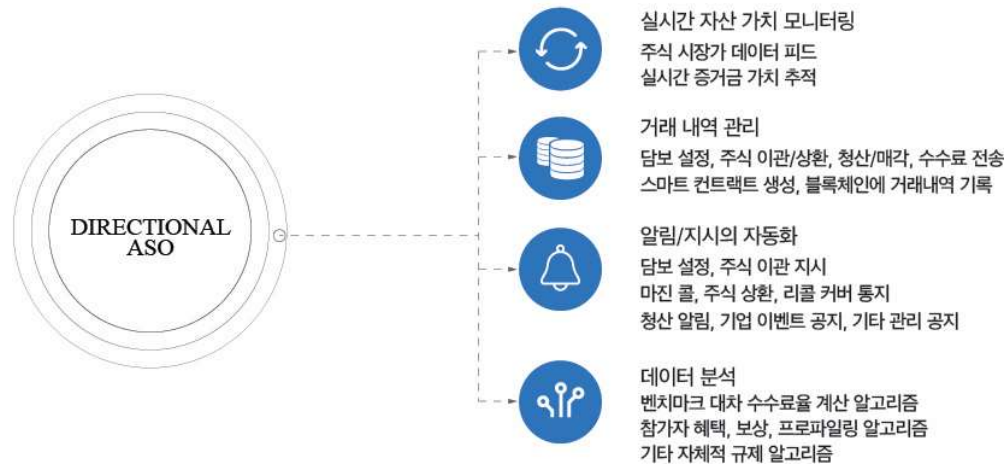 DIRECTIONAL
ASO
실시간 자산 가치 모니터링
주식 시장가 데이터 피드
실시간 증거금 가치 추적
거래 내역 관리
담보 설정, 주식 이관/상환, 청산/매각, 수수료 전송
스마트 컨트랙트 생성, 블록체인에 거래내역 기록
알림/지시의 자동화
담보 설정, 주식 이관 지시
마진 콜, 주식 상환, 리콜 커버 통지
청산 알림, 기업 이벤트 공지, 기타 관리 공지
데이터 분석
벤치마크 대차 수수료율 계산 알고리즘
참가자 혜택, 보상, 프로파일링 알고리즘
기타 자체적 규제 알고리즘